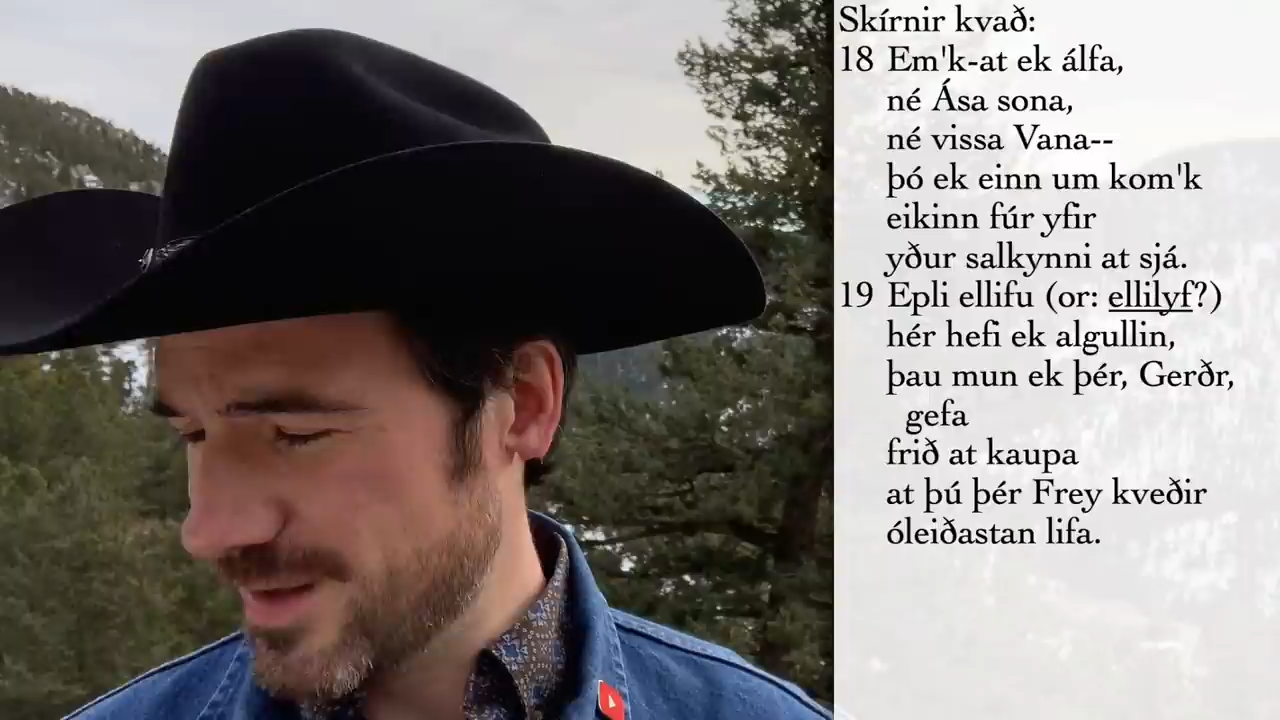 Skírnir kvað:
18 Em'k-at ek álfa,
né Ása sona,
né vissa Vana--
þó ek einn um kom'k
eikinn fúr yfir
yður salkynni at sjá.
19 Epli ellifu (or: ellilyf?)
hér hefi ek algullin,
þau mun ek þér, Gerðr,
gefa
frið at kaupa
at þú þér Frey kveðir
óleiðastan lifa.